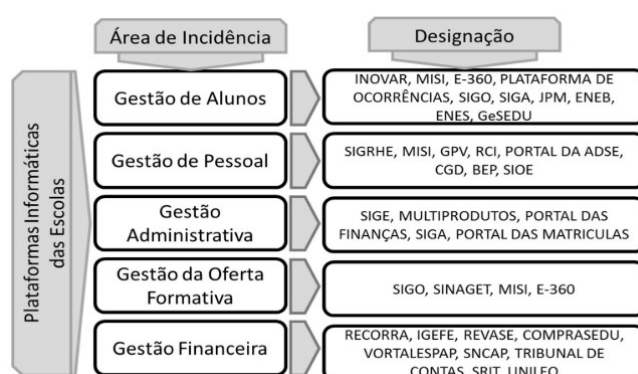 Área de Incidência
Designação
Plataformas Informáticas
das Escolas
Gestão de Alunos
INOVAR, MISI, E-360, PLATAFORMA DE
OCORRÊNCIAS, SIGO, SIGA, JPM, ENEB,
ENES, GeSEDU
Gestão de Pessoal
SIGRHE, MISI, GPV, RCI, PORTAL DA ADSE,
CGD, BEP, SIOE
Gestão
Administrativa
SIGE, MULTIPRODUTOS, PORTAL DAS
FINANÇAS, SIGA, PORTAL DAS MATRICULAS
Gestão da Oferta
Formativa
SIGO, SINAGET, MISI, E-360
Gestão Financeira
RECORRA, IGEFE, REVASE, COMPRASEDU,
VORTALESPAP, SNCAP, TRIBUNAL DE
CONTAS, SRIT, UNILEO